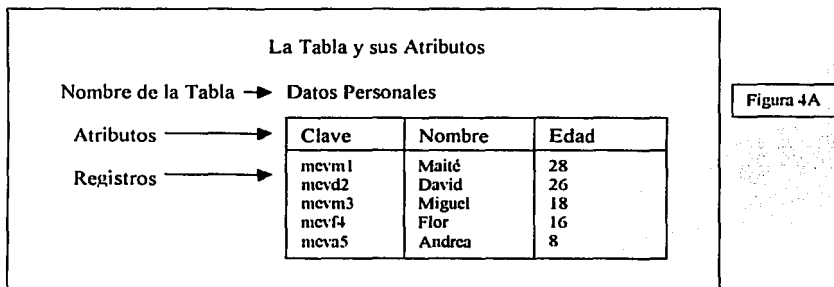 La Tabla y sus Atributos
Nombre de la Tabla → Datos Personales
Figura 4A
Atributos → Clave Nombre Edad
Registros → mevm1 Maité 28
mevd2 David 26
mevm3 Miguel 18
mevf4 Flor 16
meva5 Andrea 8